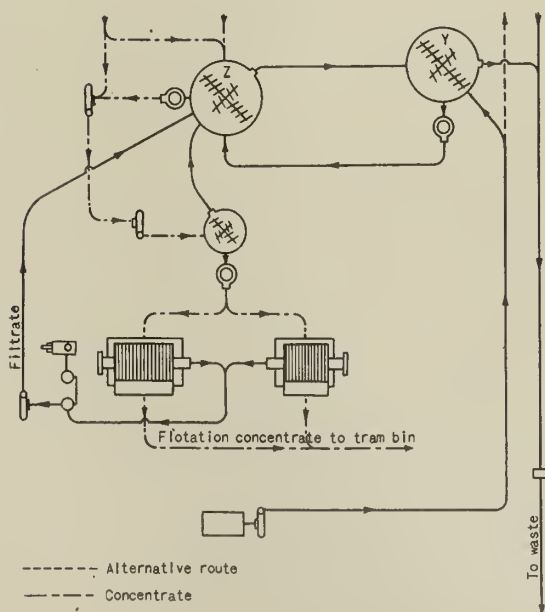 Z
Y
Filtrate
Flotation concentrate to tram bin
To waste
Alternative route
Concentrate